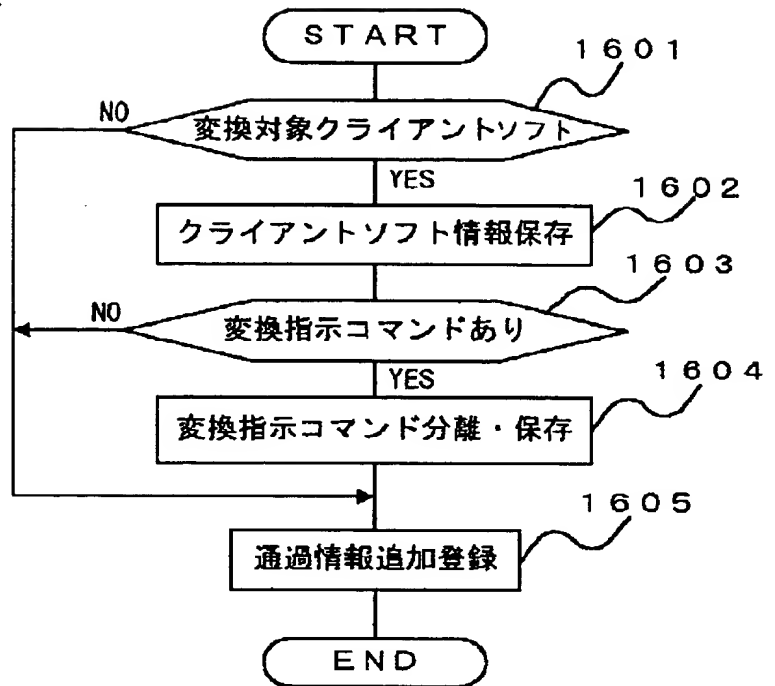 START
1601
NO
変換対象クライアントソフト
YES
1602
クライアントソフト情報保存
1603
NO
変換指示コマンドあり
YES
1604
変換指示コマンド分離・保存
1605
通過情報追加登録
END